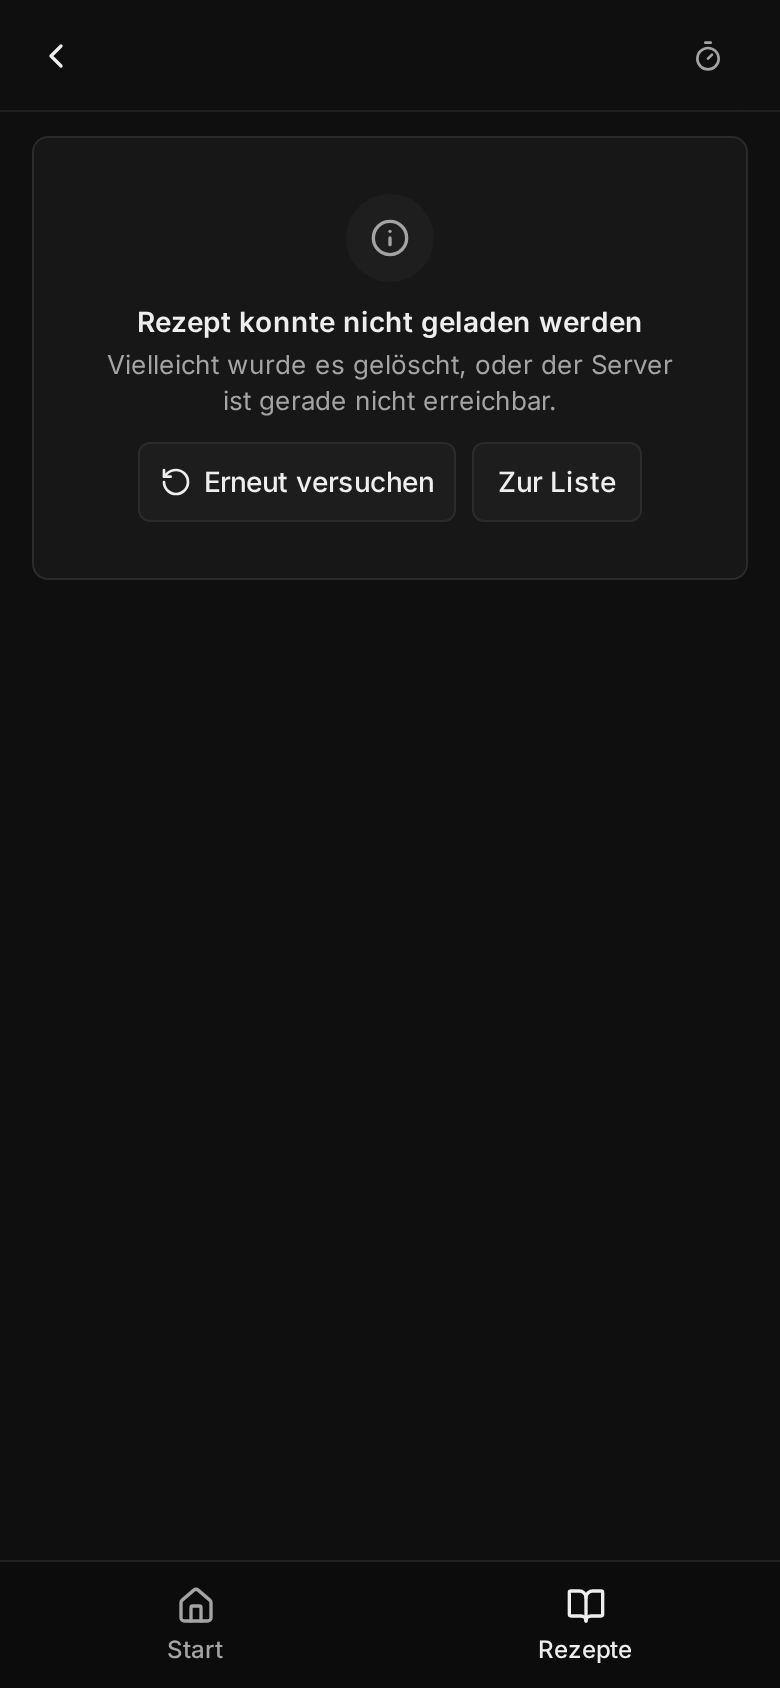 Rezept konnte nicht geladen werden
Vielleicht wurde es gelöscht, oder der Server
ist gerade nicht erreichbar.
Erneut versuchen
Zur Liste
Start
Rezepte